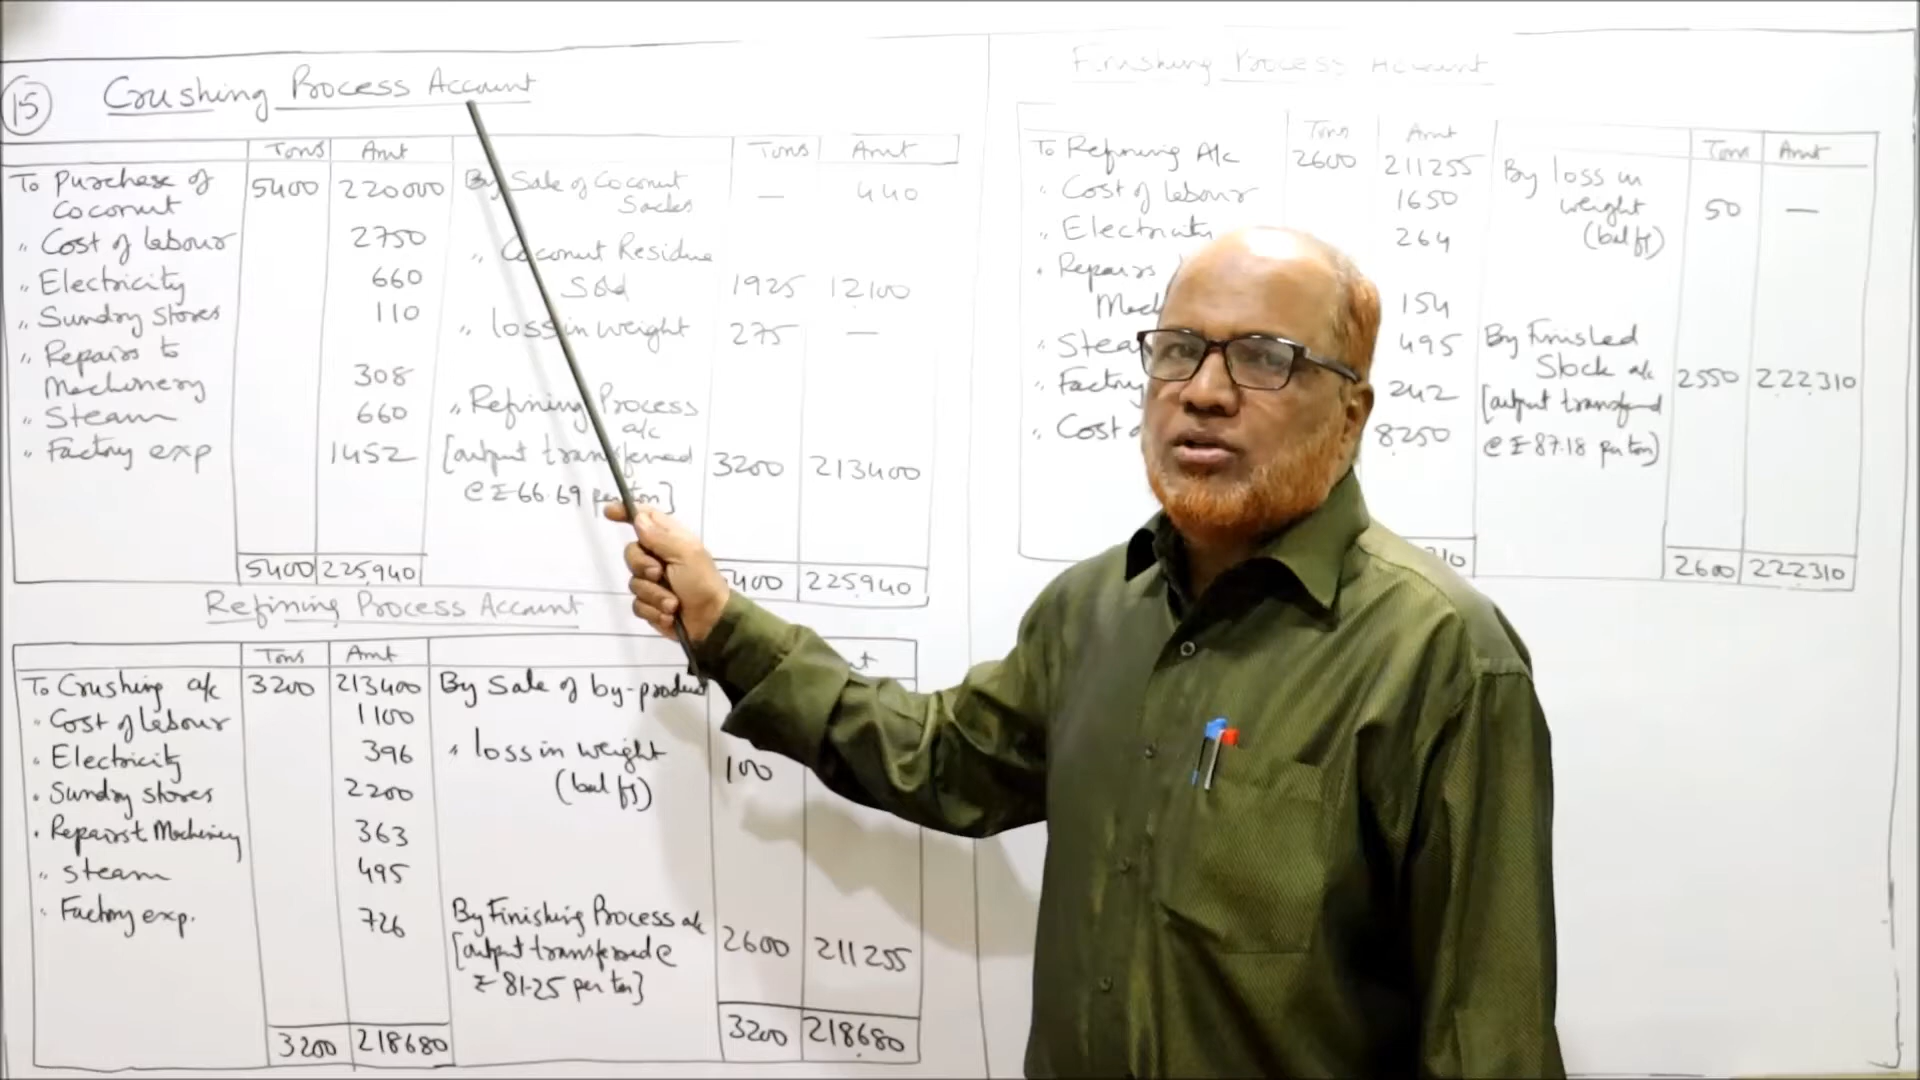 15
Crushing Process Account
Tons Amt Tons Amt
To Purchase of 5400 220000 By Sale of Coconut — 440
Coconut Sacks
" Cost of labour 2750 " Coconut Residue
" Electricity 660 Sold 1925 12100
" Sundry stores 110 " loss in weight 275 —
" Repairs to
Machinery 308 " Refining Process
" Steam 660 a/c
" Factory exp 1452 [output transferred 3200 213400
@ ₹ 66.69 per ton]
5400 225940 5400 225940
Refining Process Account
Tons Amt
To Crushing a/c 3200 213400 By Sale of by-product
" Cost of labour 1100
" Electricity 396 " loss in weight 100
" Sundry stores 2200 (bal fg)
" Repairs t Machinery 363
" steam 495
" Factory exp. 726 By Finishing Process a/c
[output transferred @ 2600 211255
₹ 81.25 per ton]
3200 218680 3200 218680
Finishing Process Account
Tons Amt Tons Amt
To Refining A/c 2600 211255 By loss in
" Cost of labour 1650 weight 50 —
" Electricity 264 (bal fg)
" Repairs
154
495 By Finished
" Factory 242 Stock a/c 2550 222310
" Cost 8250 [output transferred
@ ₹ 87.18 per ton]
310 2600 222310